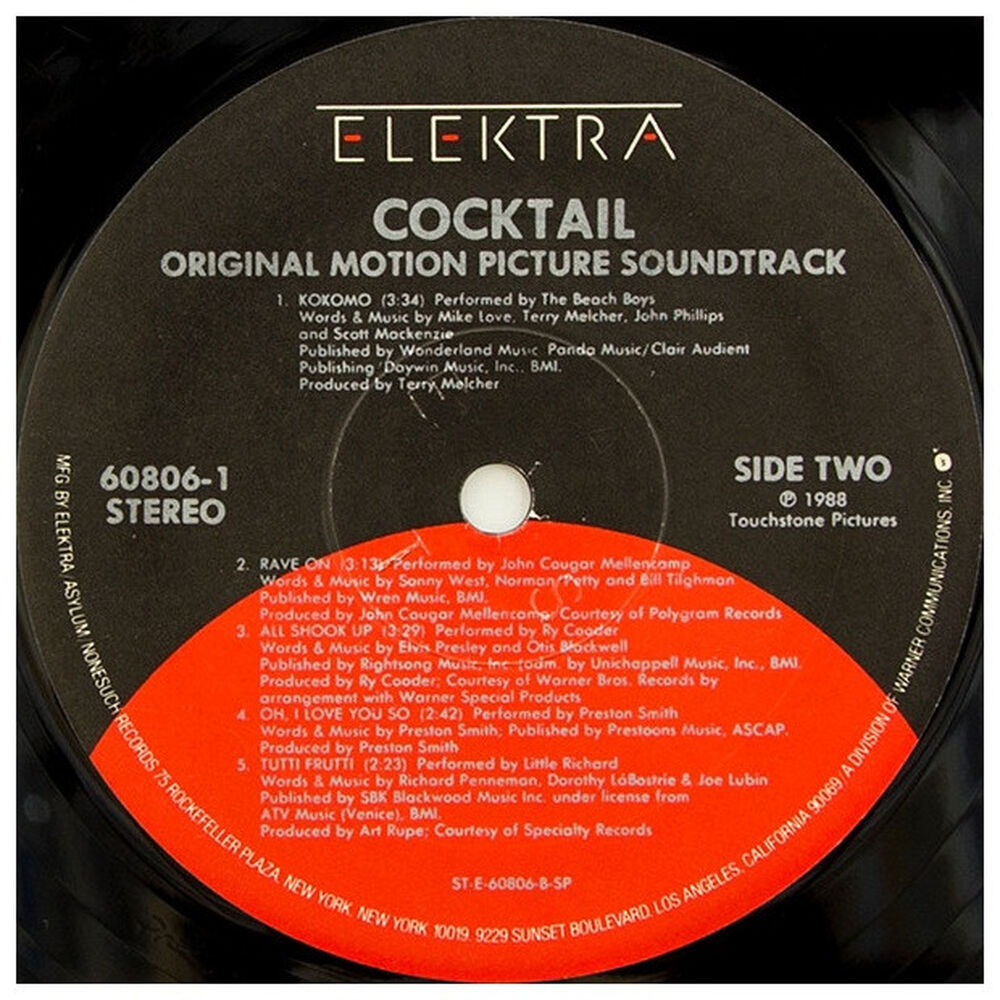 ELEKTRA
COCKTAIL
ORIGINAL MOTION PICTURE SOUNDTRACK
1. KOKOMO (3:34) Performed by The Beach Boys
Words & Music by Mike Love, Terry Melcher, John Phillips
and Scott Mackenzie
Published by Wonderland Music Panda Music/Clair Audient
Publishing/Daywin Music, Inc., BMI.
Produced by Terry Melcher
60806-1
STEREO
SIDE TWO
℗ 1988
Touchstone Pictures
2. RAVE ON (3:13) Performed by John Cougar Mellencamp
Words & Music by Sonny West, Norman Petty and Bill Tilghman
Published by Wren Music, BMI.
Produced by John Cougar Mellencamp; Courtesy of Polygram Records
3. ALL SHOOK UP (3:29) Performed by Ry Cooder
Words & Music by Elvis Presley and Otis Blackwell
Published by Rightsong Music, Inc. (adm. by Unichappell Music, Inc., BMI.
Produced by Ry Cooder; Courtesy of Warner Bros. Records by
arrangement with Warner Special Products
4. OH, I LOVE YOU SO (2:42) Performed by Preston Smith
Words & Music by Preston Smith; Published by Prestoons Music, ASCAP.
Produced by Preston Smith
5. TUTTI FRUTTI (2:23) Performed by Little Richard
Words & Music by Richard Penneman, Dorothy LaBostrie & Joe Lubin
Published by SBK Blackwood Music Inc. under license from
ATV Music (Venice), BMI.
Produced by Art Rupe; Courtesy of Specialty Records
ST-E-60806-B-SP
MFG BY ELEKTRA/ASYLUM/NONESUCH RECORDS 75 ROCKEFELLER PLAZA, NEW YORK, NEW YORK 10019. 9229 SUNSET BOULEVARD, LOS ANGELES, CALIFORNIA 90069/A DIVISION OF WARNER COMMUNICATIONS INC